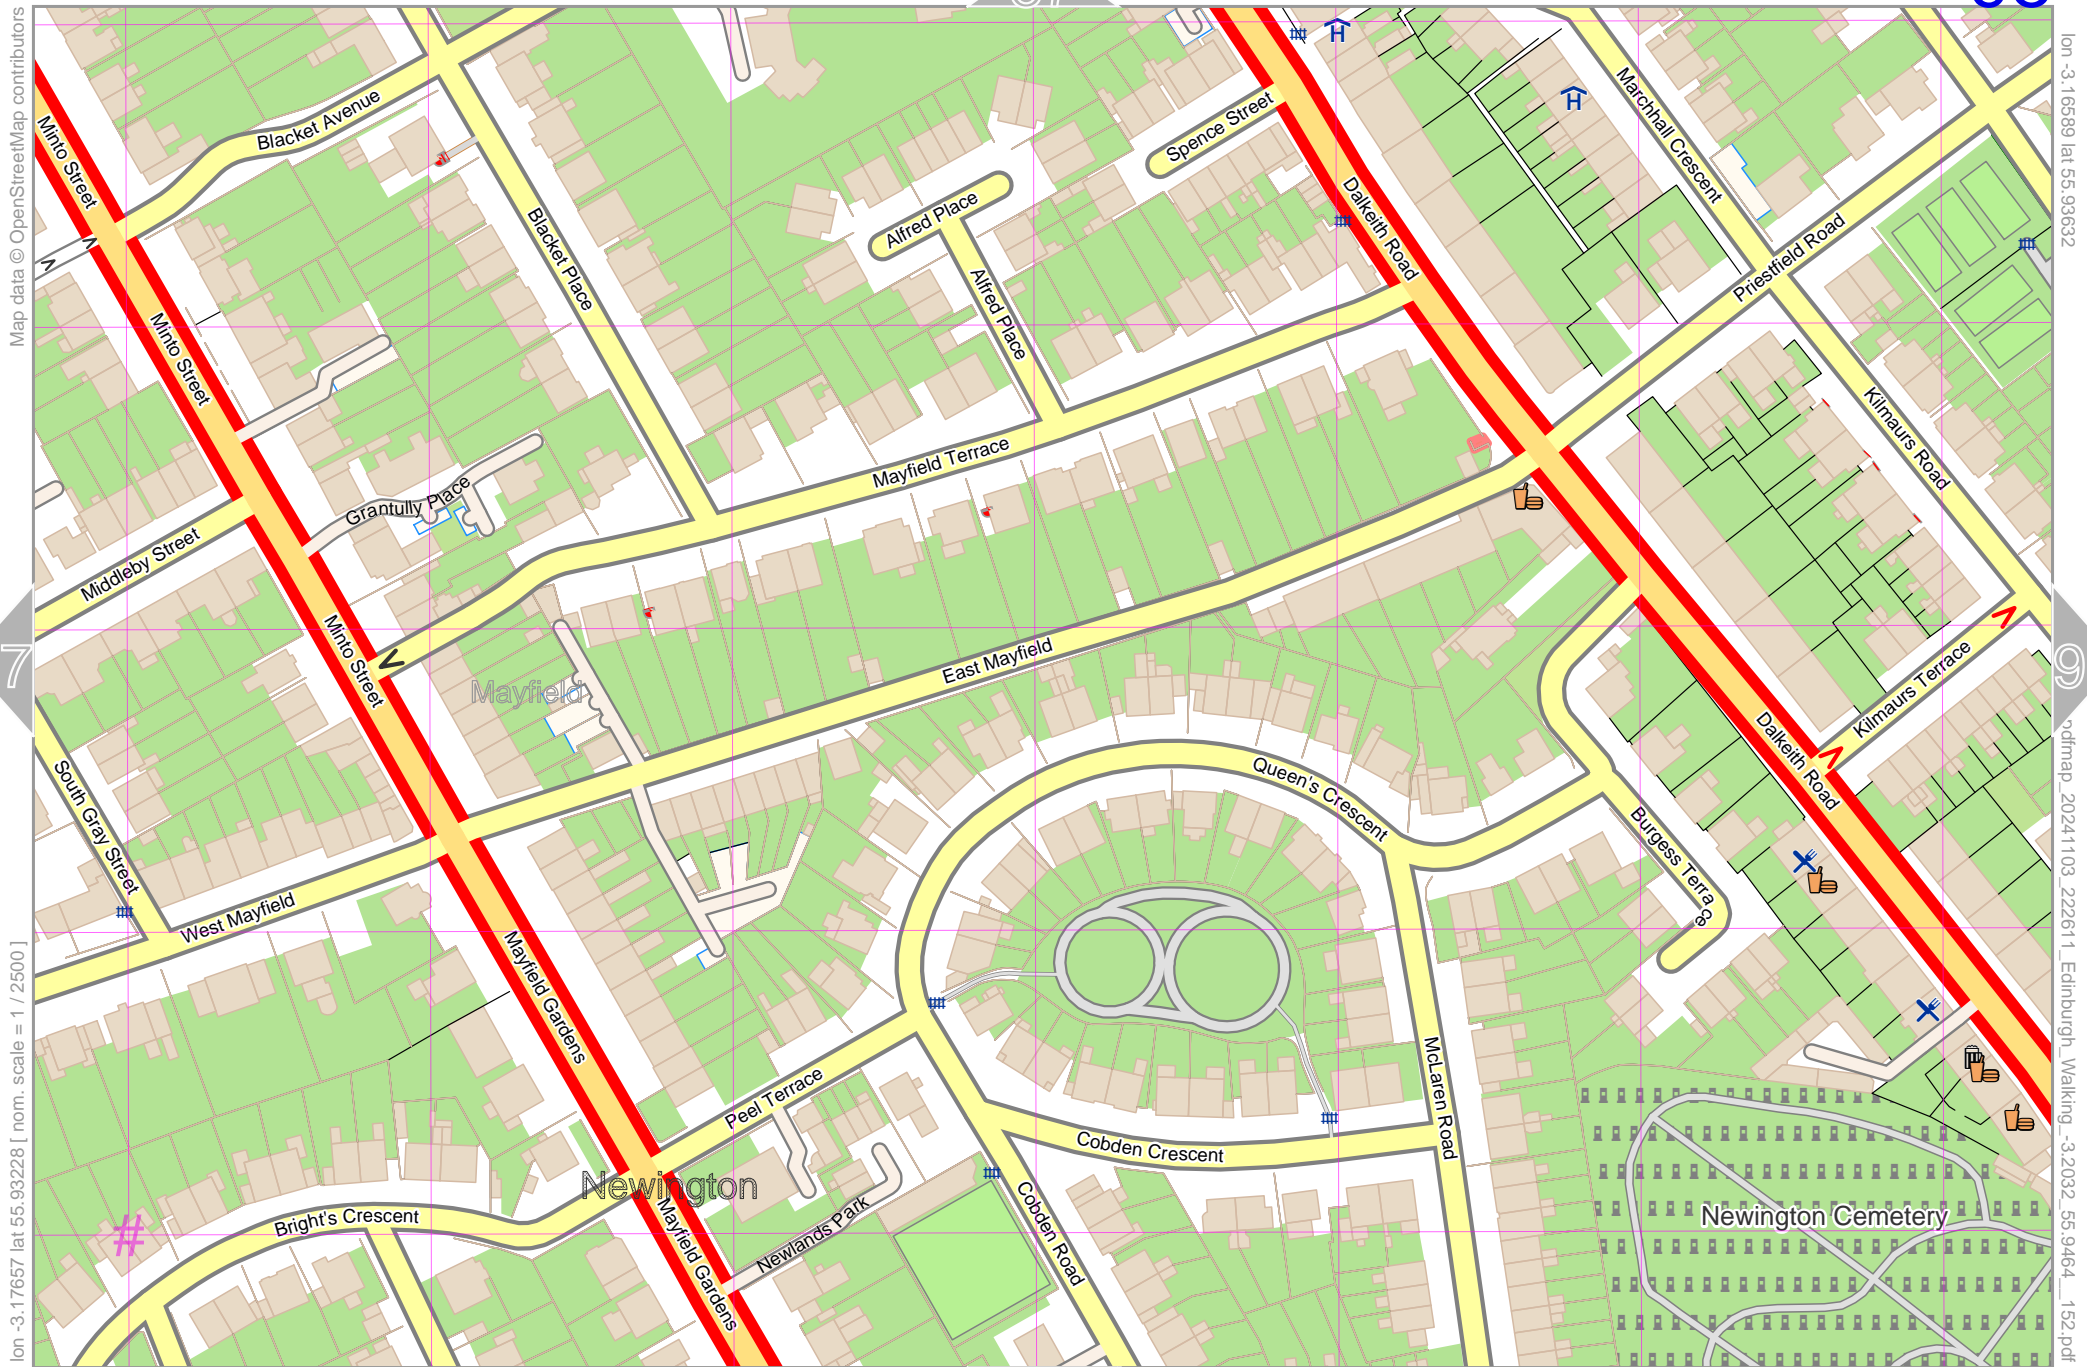 Map data © OpenStreetMap contributors
lon -3.16589 lat 55.93632
Minto Street
Blacket Avenue
Spence Street
Marchhall Crescent
Blacket Place
Alfred Place
Dalkeith Road
Priestfield Road
Alfred Place
Minto Street
Kilmaurs Road
Mayfield Terrace
Grantully Place
Middleby Street
East Mayfield
Minto Street
Mayfield
7
9
Kilmaurs Terrace
Dalkeith Road
South Gray Street
Queen's Crescent
Burgess Terrace
West Mayfield
Mayfield Gardens
McLaren Road
Peel Terrace
Cobden Crescent
Newington
Cobden Road
Newlands Park
Bright's Crescent
Mayfield Gardens
Newington Cemetery
#
lon -3.17657 lat 55.93228 [ nom. scale = 1 / 2500 ]
pdfmap_20241103_222611_Edinburgh_Walking_-3.2032_55.9464__152.pdf